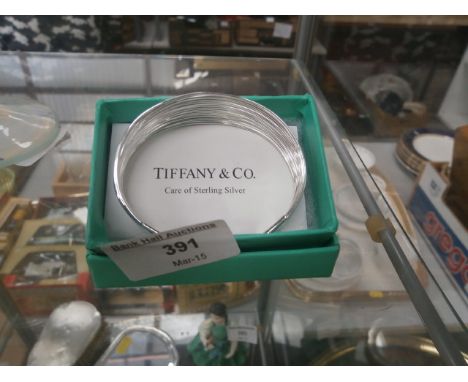 TIFFANY & CO.
Care of Sterling Silver
Bank Hall Auctions
391
Mar-15